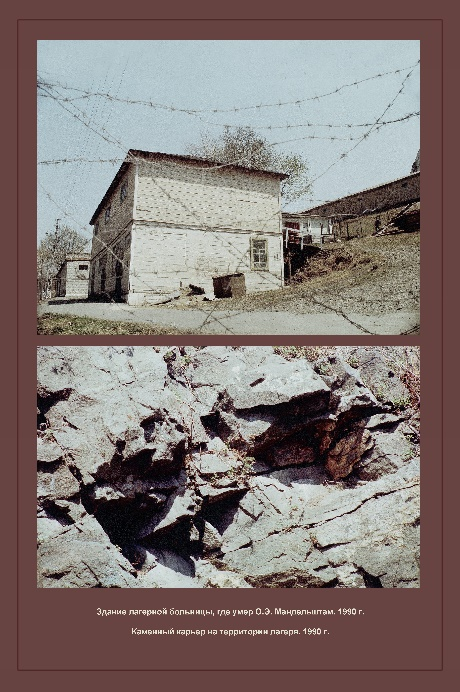 Здание лагерной больницы, где умер О.Э. Мандельштам. 1990 г.
Каменный карьер на территории лагеря. 1990 г.